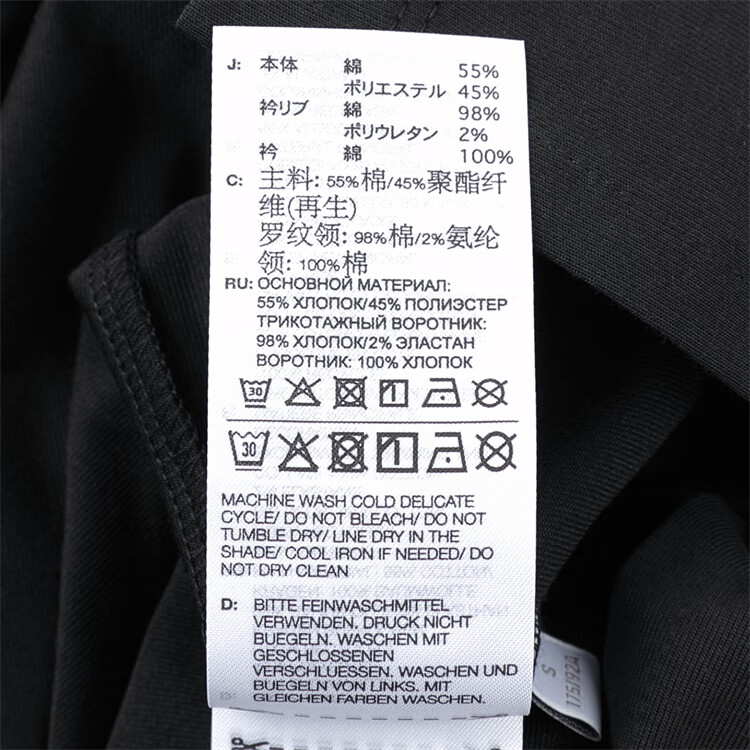 J: 本体 綿 55%
ポリエステル 45%
衿リブ 綿 98%
ポリウレタン 2%
衿 綿 100%
C: 主料: 55%棉/45%聚酯纤
维(再生)
罗纹领: 98%棉/2%氨纶
领: 100%棉
RU: ОСНОВНОЙ МАТЕРИАЛ:
55% ХЛОПОК/45% ПОЛИЭСТЕР
ТРИКОТАЖНЫЙ ВОРОТНИК:
98% ХЛОПОК/2% ЭЛАСТАН
ВОРОТНИК: 100% ХЛОПОК
30
30
MACHINE WASH COLD DELICATE
CYCLE/ DO NOT BLEACH/ DO NOT
TUMBLE DRY/ LINE DRY IN THE
SHADE/ COOL IRON IF NEEDED/ DO
NOT DRY CLEAN
D: BITTE FEINWASCHMITTEL
VERWENDEN. DRUCK NICHT
BUEGELN. WASCHEN MIT
GESCHLOSSENEN
VERSCHLUESSEN. WASCHEN UND
BUEGELN VON LINKS. MIT
GLEICHEN FARBEN WASCHEN.
S
175/92A